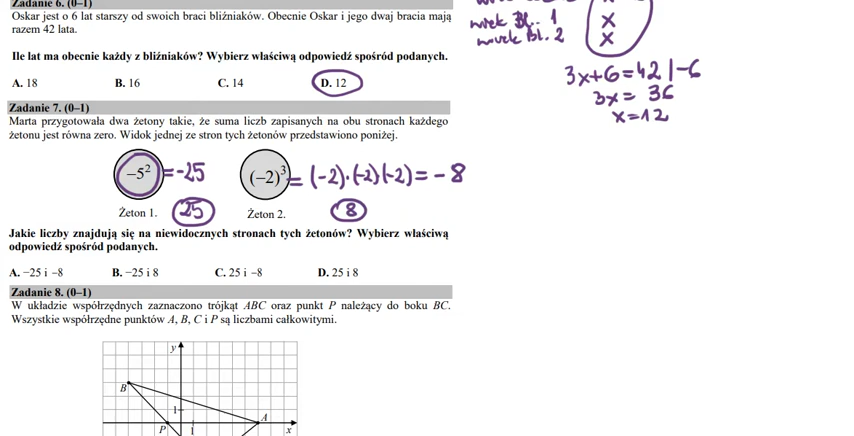 Zadanie 6. (0–1)
Oskar jest o 6 lat starszy od swoich braci bliźniaków. Obecnie Oskar i jego dwaj bracia mają
razem 42 lata.
Ile lat ma obecnie każdy z bliźniaków? Wybierz właściwą odpowiedź spośród podanych.
A. 18 B. 16 C. 14 D. 12
wiek Bl. 1 x
wiek Bl. 2 x
3x+6=42 |-6
3x = 36
x=12
Zadanie 7. (0–1)
Marta przygotowała dwa żetony takie, że suma liczb zapisanych na obu stronach każdego
żetonu jest równa zero. Widok jednej ze stron tych żetonów przedstawiono poniżej.
−5² =-25 (−2)³ = (-2)·(-2)(-2)= -8
Żeton 1. 25 Żeton 2. 8
Jakie liczby znajdują się na niewidocznych stronach tych żetonów? Wybierz właściwą
odpowiedź spośród podanych.
A. −25 i −8 B. −25 i 8 C. 25 i −8 D. 25 i 8
Zadanie 8. (0–1)
W układzie współrzędnych zaznaczono trójkąt ABC oraz punkt P należący do boku BC.
Wszystkie współrzędne punktów A, B, C i P są liczbami całkowitymi.
y
B
1
A
P 1 x